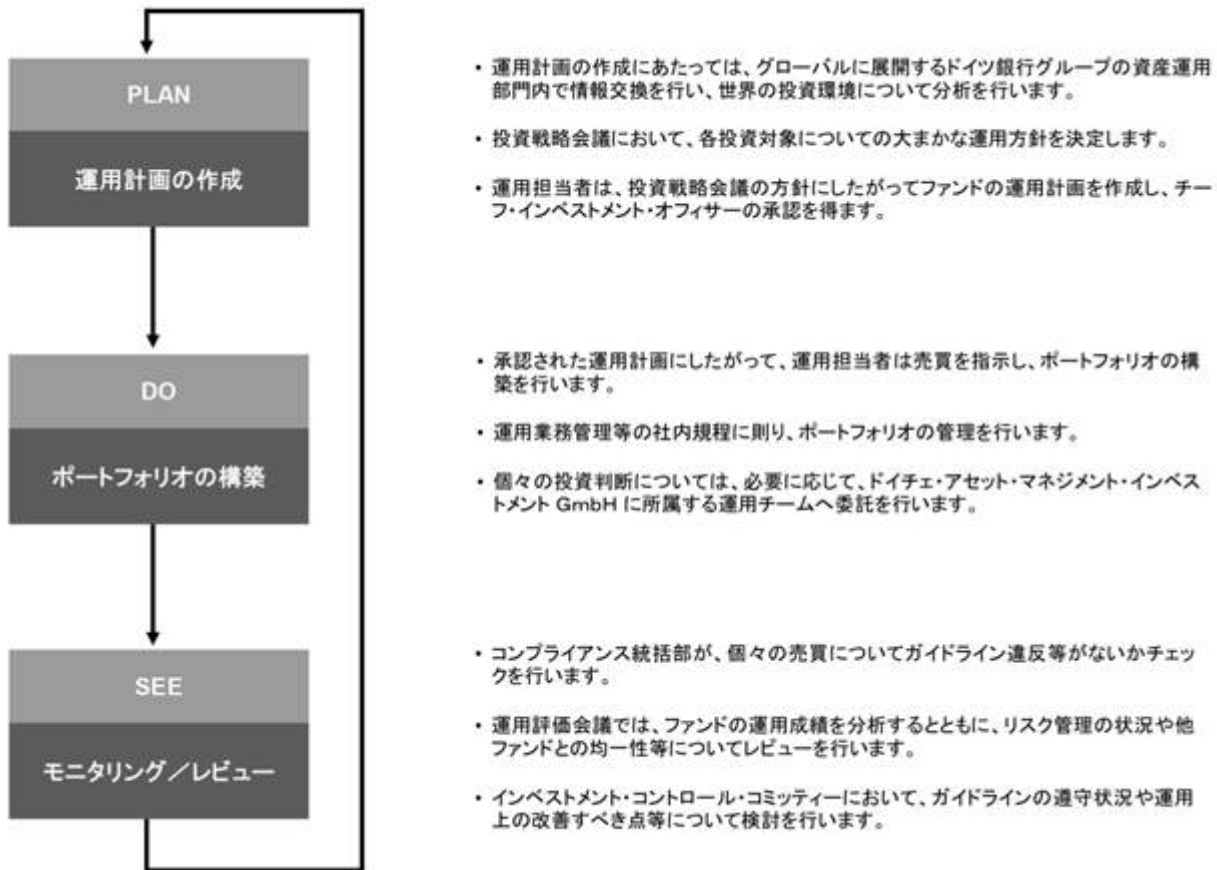 PLAN
運用計画の作成
・運用計画の作成にあたっては、グローバルに展開するドイツ銀行グループの資産運用
部門内で情報交換を行い、世界の投資環境について分析を行います。
・投資戦略会議において、各投資対象についての大まかな運用方針を決定します。
・運用担当者は、投資戦略会議の方針にしたがってファンドの運用計画を作成し、チー
フ・インベストメント・オフィサーの承認を得ます。
DO
ポートフォリオの構築
・承認された運用計画にしたがって、運用担当者は売買を指示し、ポートフォリオの構
築を行います。
・運用業務管理等の社内規程に則り、ポートフォリオの管理を行います。
・個々の投資判断については、必要に応じて、ドイチェ・アセット・マネジメント・インベス
トメント GmbH に所属する運用チームへ委託を行います。
SEE
モニタリング／レビュー
・コンプライアンス統括部が、個々の売買についてガイドライン違反等がないかチェッ
クを行います。
・運用評価会議では、ファンドの運用成績を分析するとともに、リスク管理の状況や他
ファンドとの均一性等についてレビューを行います。
・インベストメント・コントロール・コミッティーにおいて、ガイドラインの遵守状況や運用
上の改善すべき点等について検討を行います。